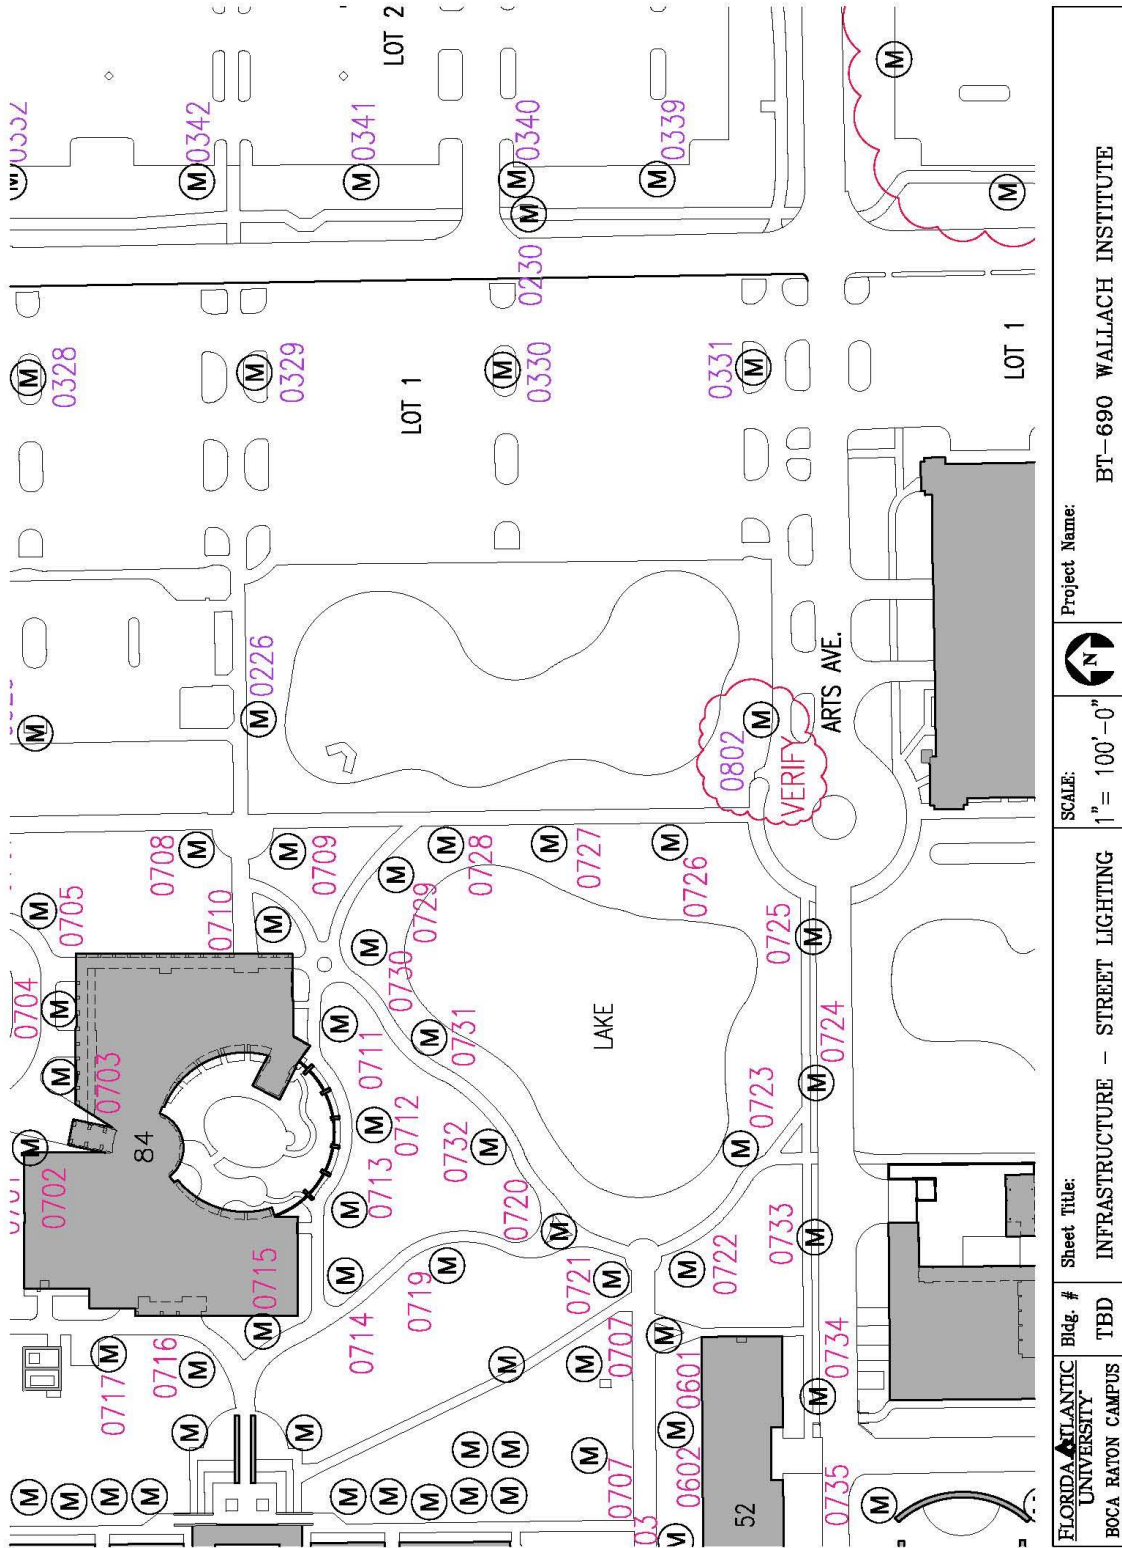 LOT 2
M
0342
M
0341
M
0340
M
0339
M
M
M
M
0230
M
0328
M
0329
M
0330
M
0331
LOT 1
LOT 1
M
M
0226
M
0802
VERIFY
ARTS AVE.
M
0705
0708
M
0710
M
M
0709
M
0729
M
0728
M
0727
M
0726
0725
M
0704
M
M
0703
M
0702
84
M
0711
M
0730
M
0731
LAKE
M
0712
M
0713
0732
M
0720
M
M
0723
M
0724
0733
M
M
0715
M
0714
M
0719
0721
M
M
0722
0717
M
0716
M
M
M
M
0707
M
0601
M
0734
M
M
M
M
M
0707
M
0602
52
0735
M
M
M
M
M
M
M
M
M
M
M
FLORIDA ATLANTIC
UNIVERSITY
BOCA RATON CAMPUS
Bldg. #
TBD
Sheet Title:
INFRASTRUCTURE - STREET LIGHTING
SCALE:
1"= 100'-0"
N
Project Name:
BT-690 WALLACH INSTITUTE